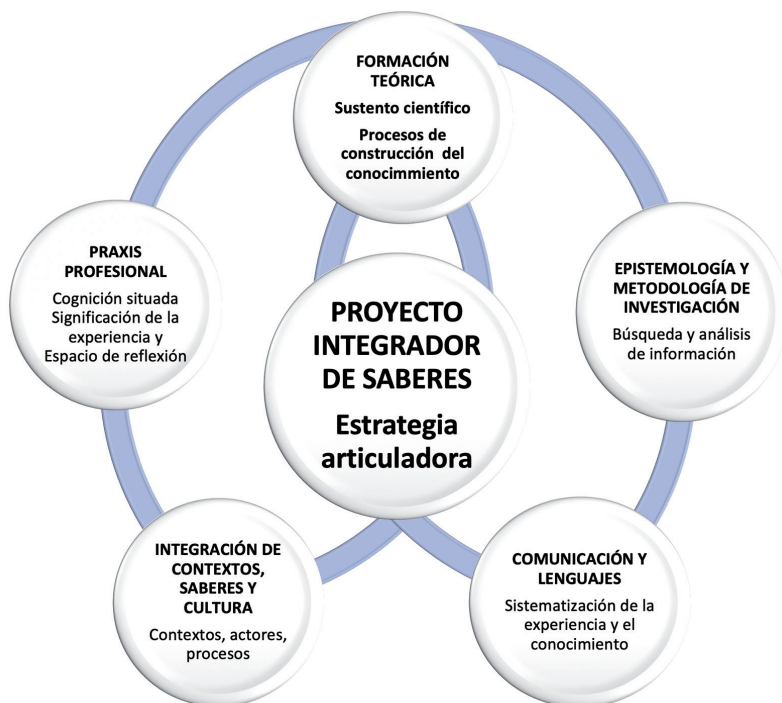 FORMACIÓN
TEÓRICA
Sustento científico
Procesos de
construcción del
conocimmiento
PRAXIS
PROFESIONAL
Cognición situada
Significación de la
experiencia y
Espacio de reflexión
EPISTEMOLOGÍA Y
METODOLOGÍA DE
INVESTIGACIÓN
Búsqueda y análisis
de información
PROYECTO
INTEGRADOR
DE SABERES
Estrategia
articuladora
INTEGRACIÓN DE
CONTEXTOS,
SABERES Y
CULTURA
Contextos, actores,
procesos
COMUNICACIÓN Y
LENGUAJES
Sistematización de la
experiencia y el
conocimiento